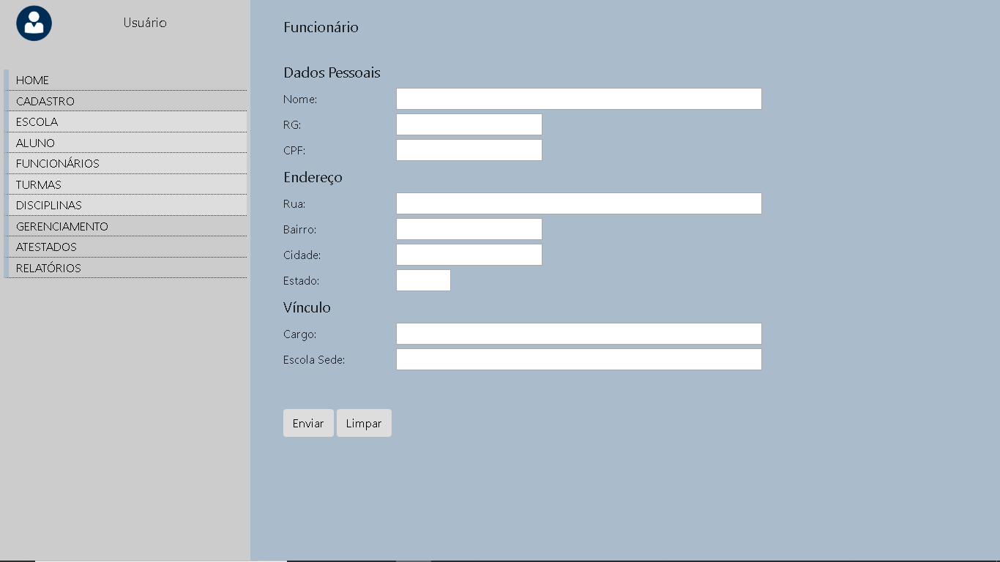 Usuário
HOME
CADASTRO
ESCOLA
ALUNO
FUNCIONÁRIOS
TURMAS
DISCIPLINAS
GERENCIAMENTO
ATESTADOS
RELATÓRIOS
Funcionário
Dados Pessoais
Nome:
RG:
CPF:
Endereço
Rua:
Bairro:
Cidade:
Estado:
Vínculo
Cargo:
Escola Sede:
Enviar Limpar